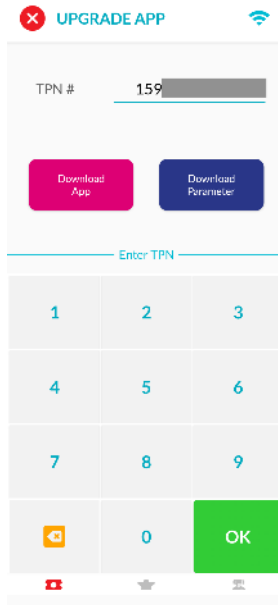 UPGRADE APP
TPN # 159
Download
App
Download
Parameter
Enter TPN
1 2 3
4 5 6
7 8 9
0 OK